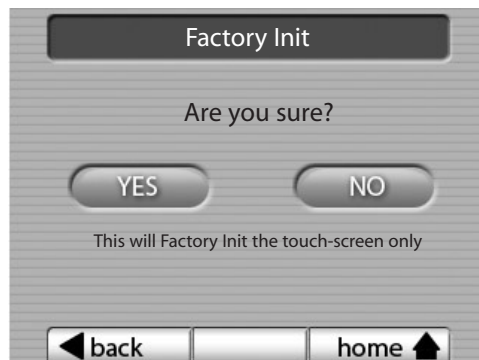 Factory Init
Are you sure?
YES NO
This will Factory Init the touch-screen only
back home